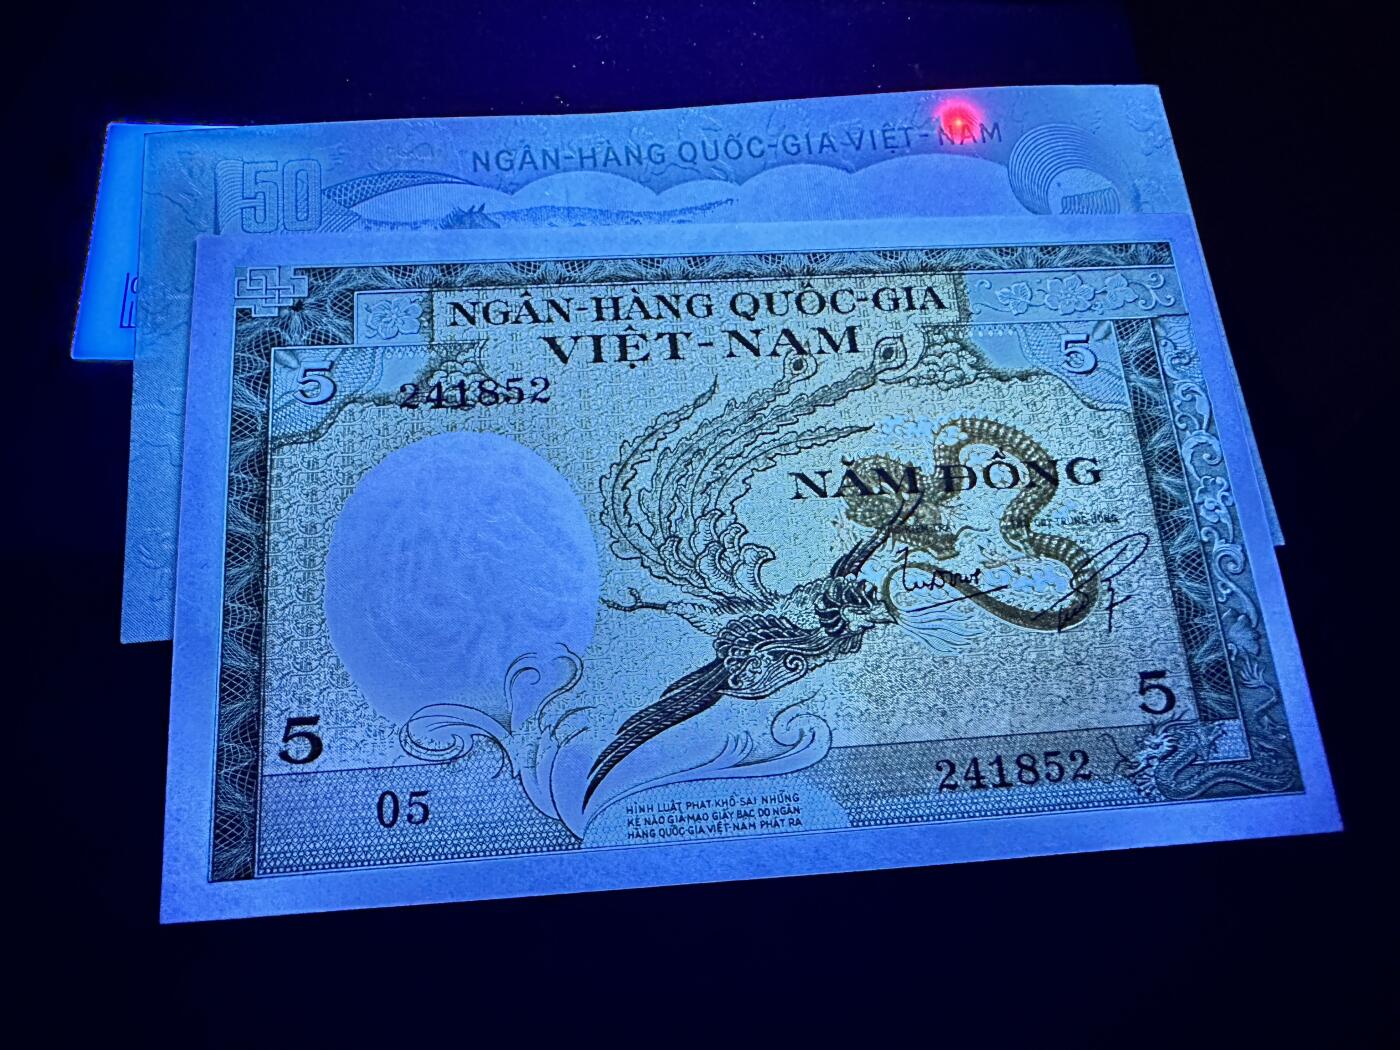 50
NGÂN-HÀNG QUỐC-GIA VIỆT-NAM
NGÂN-HÀNG QUỐC-GIA
VIỆT-NAM
5
5
241852
NĂM ĐỒNG
5
5
241852
05
HÌNH LUẬT PHẠT KHỔ-SAI NHỮNG
KẺ NÀO GIẢ-MẠO GIẤY BẠC DO NGÂN
HÀNG QUỐC-GIA VIỆT-NAM PHÁT RA